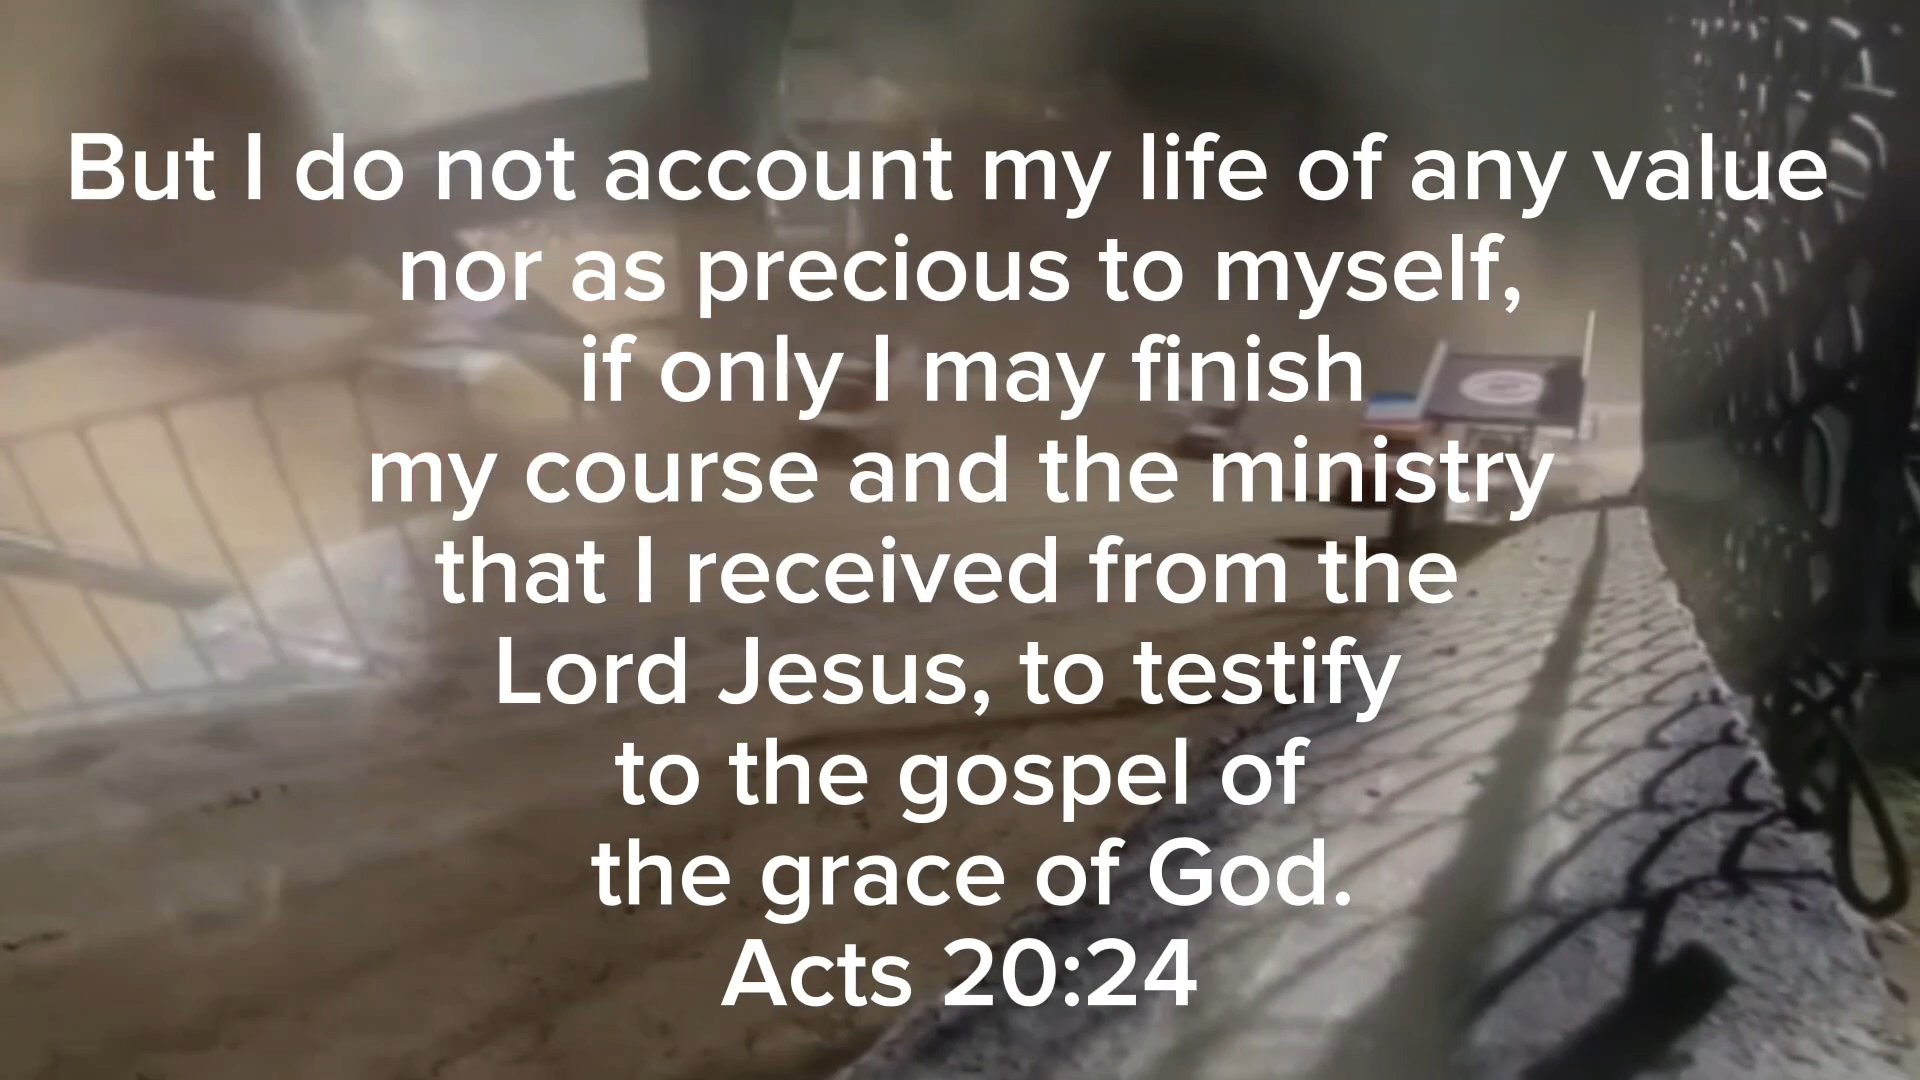 But I do not account my life of any value
nor as precious to myself,
if only I may finish
my course and the ministry
that I received from the
Lord Jesus, to testify
to the gospel of
the grace of God.
Acts 20:24